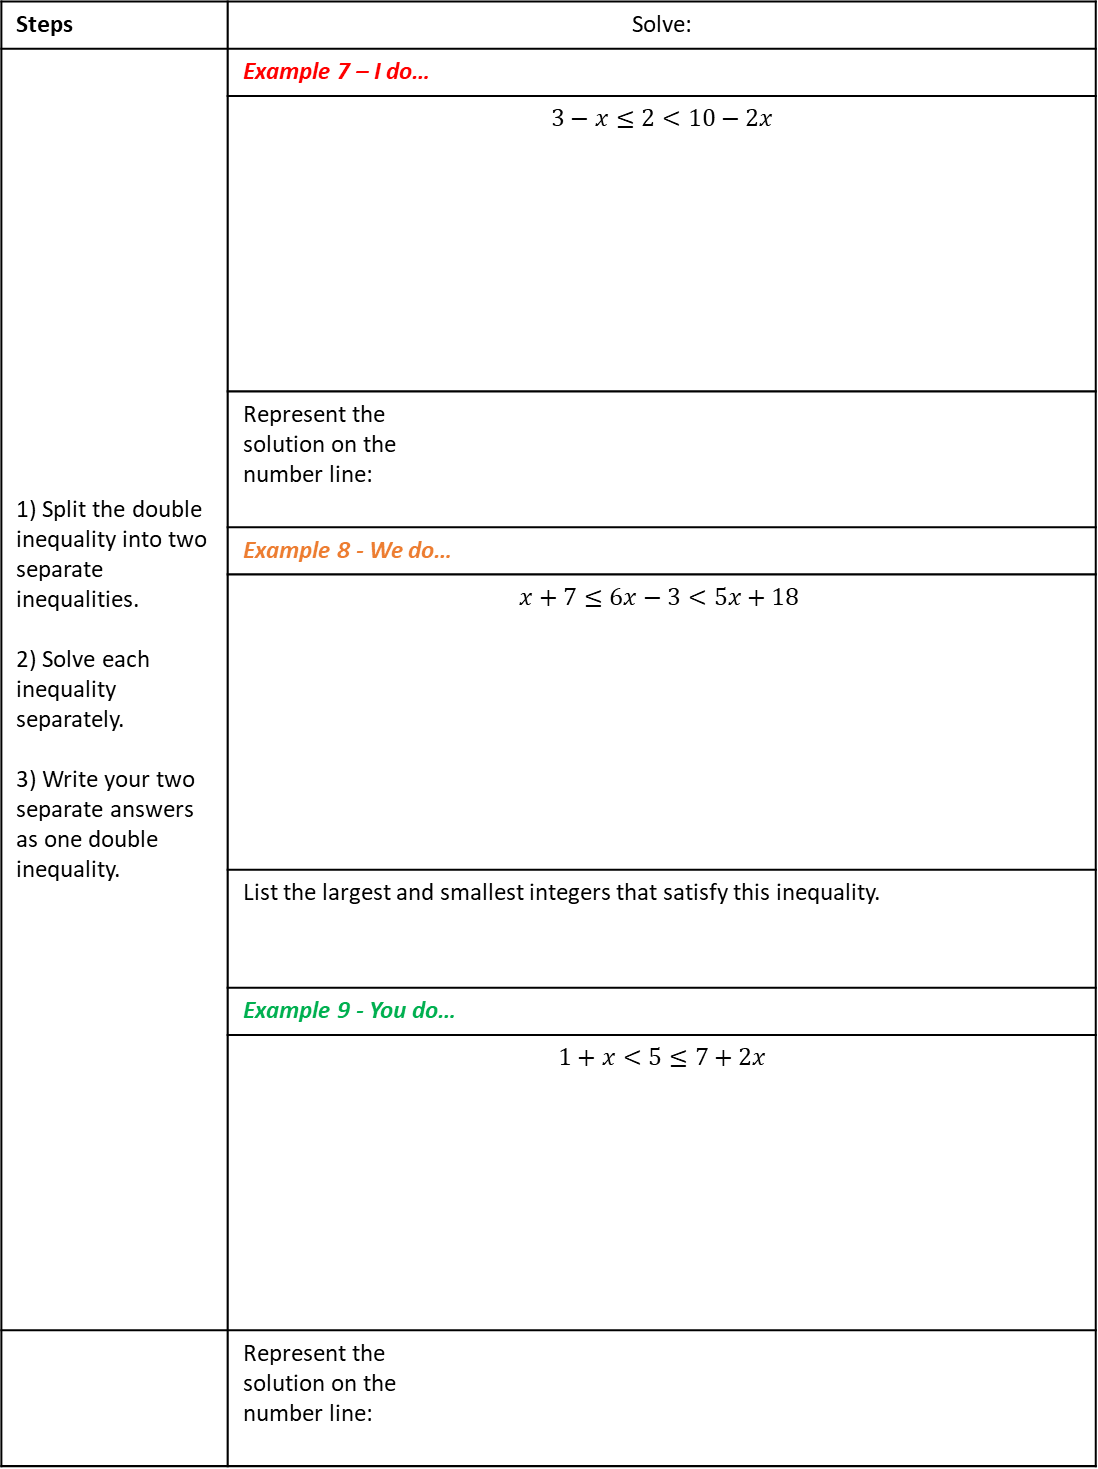 Steps
Solve:
Example 7 – I do...
3 − x ≤ 2 < 10 − 2x
Represent the
solution on the
number line:
1) Split the double
inequality into two
separate
inequalities.
2) Solve each
inequality
separately.
3) Write your two
separate answers
as one double
inequality.
Example 8 - We do...
x + 7 ≤ 6x − 3 < 5x + 18
List the largest and smallest integers that satisfy this inequality.
Example 9 - You do...
1 + x < 5 ≤ 7 + 2x
Represent the
solution on the
number line: